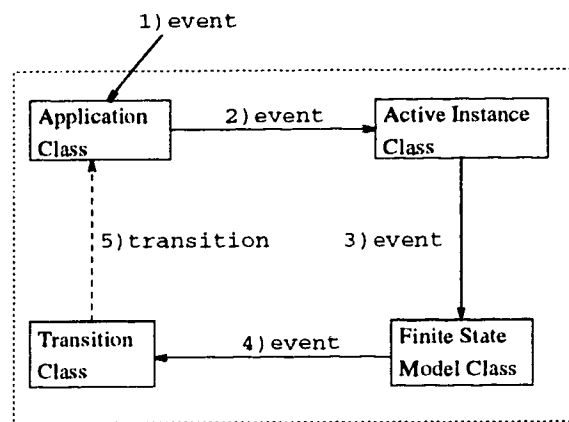 1)event
Application
Class
2)event
Active Instance
Class
5)transition
3)event
Transition
Class
4)event
Finite State
Model Class